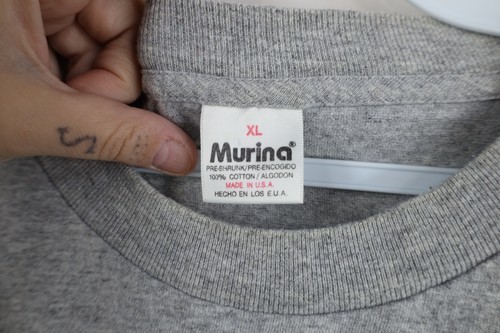 XL
Murina®
PRE-SHRUNK/PRE-ENCOGIDO
100% COTTON/ALGODON
MADE IN U.S.A.
HECHO EN LOS E.U.A.